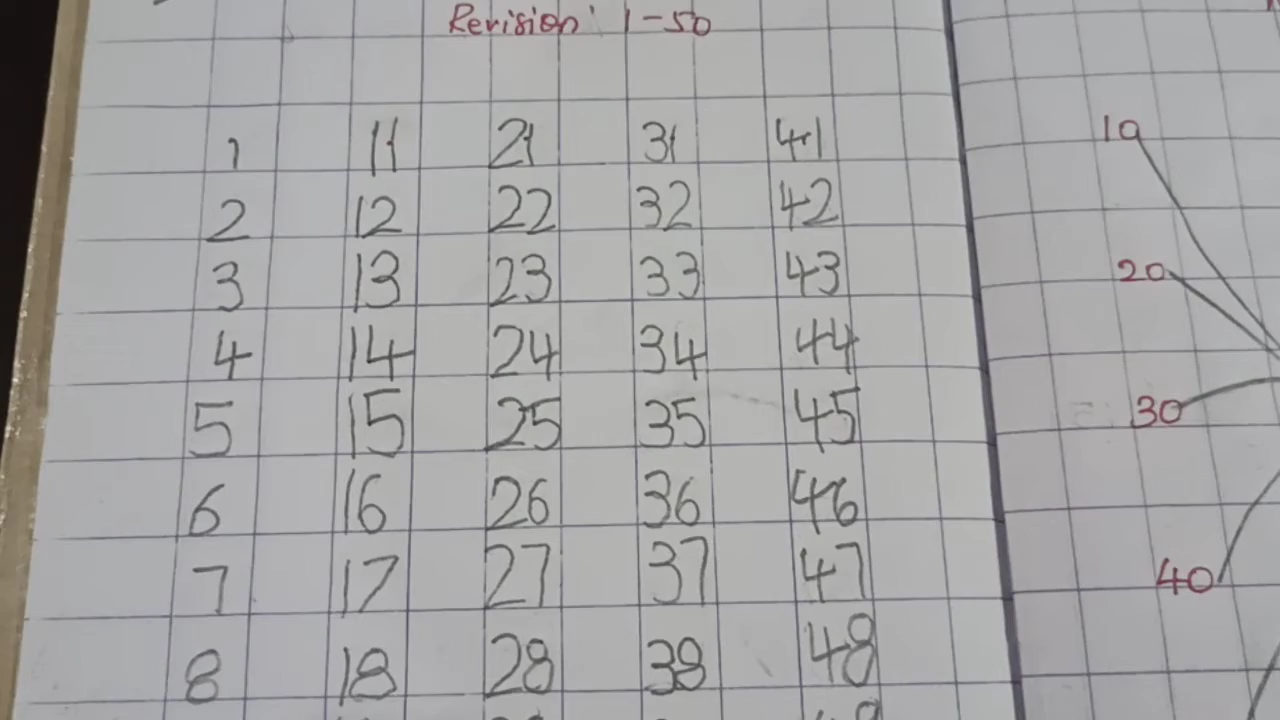 Revision 1-50
1 11 21 31 41
2 12 22 32 42
3 13 23 33 43
4 14 24 34 44
5 15 25 35 45
6 16 26 36 46
7 17 27 37 47
8 18 28 38 48
10
20
30
40